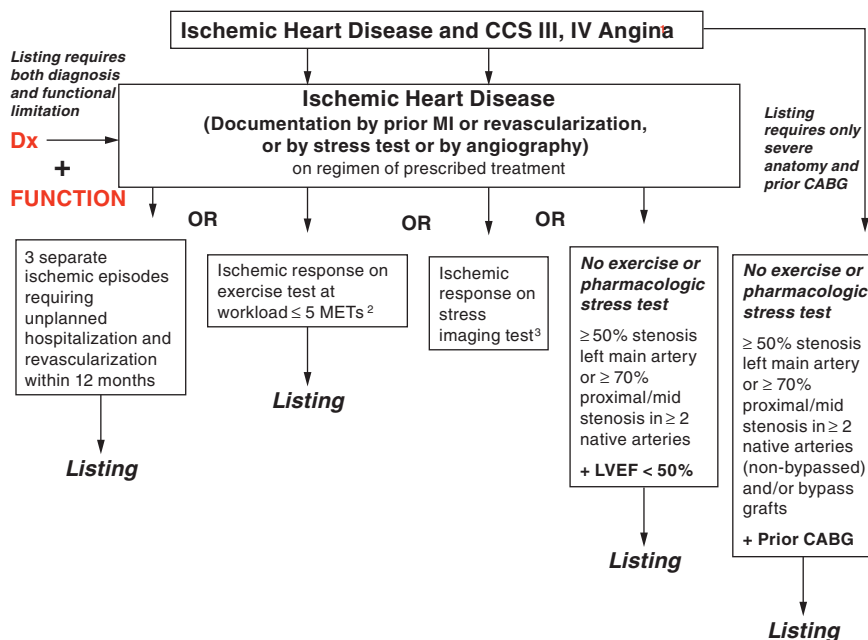 Ischemic Heart Disease and CCS III, IV Angina¹
Listing requires
both diagnosis
and functional
limitation
Dx
+
FUNCTION
Ischemic Heart Disease
(Documentation by prior MI or revascularization,
or by stress test or by angiography)
on regimen of prescribed treatment
Listing
requires only
severe
anatomy and
prior CABG
OR
OR
OR
3 separate
ischemic episodes
requiring
unplanned
hospitalization and
revascularization
within 12 months
Listing
Ischemic response on
exercise test at
workload ≤ 5 METs ²
Listing
Ischemic
response on
stress
imaging test³
Listing
No exercise or
pharmacologic
stress test
≥ 50% stenosis
left main artery
or ≥ 70%
proximal/mid
stenosis in ≥ 2
native arteries
+ LVEF < 50%
Listing
No exercise or
pharmacologic
stress test
≥ 50% stenosis
left main artery
or ≥ 70%
proximal/mid
stenosis in ≥ 2
native arteries
(non-bypassed)
and/or bypass
grafts
+ Prior CABG
Listing